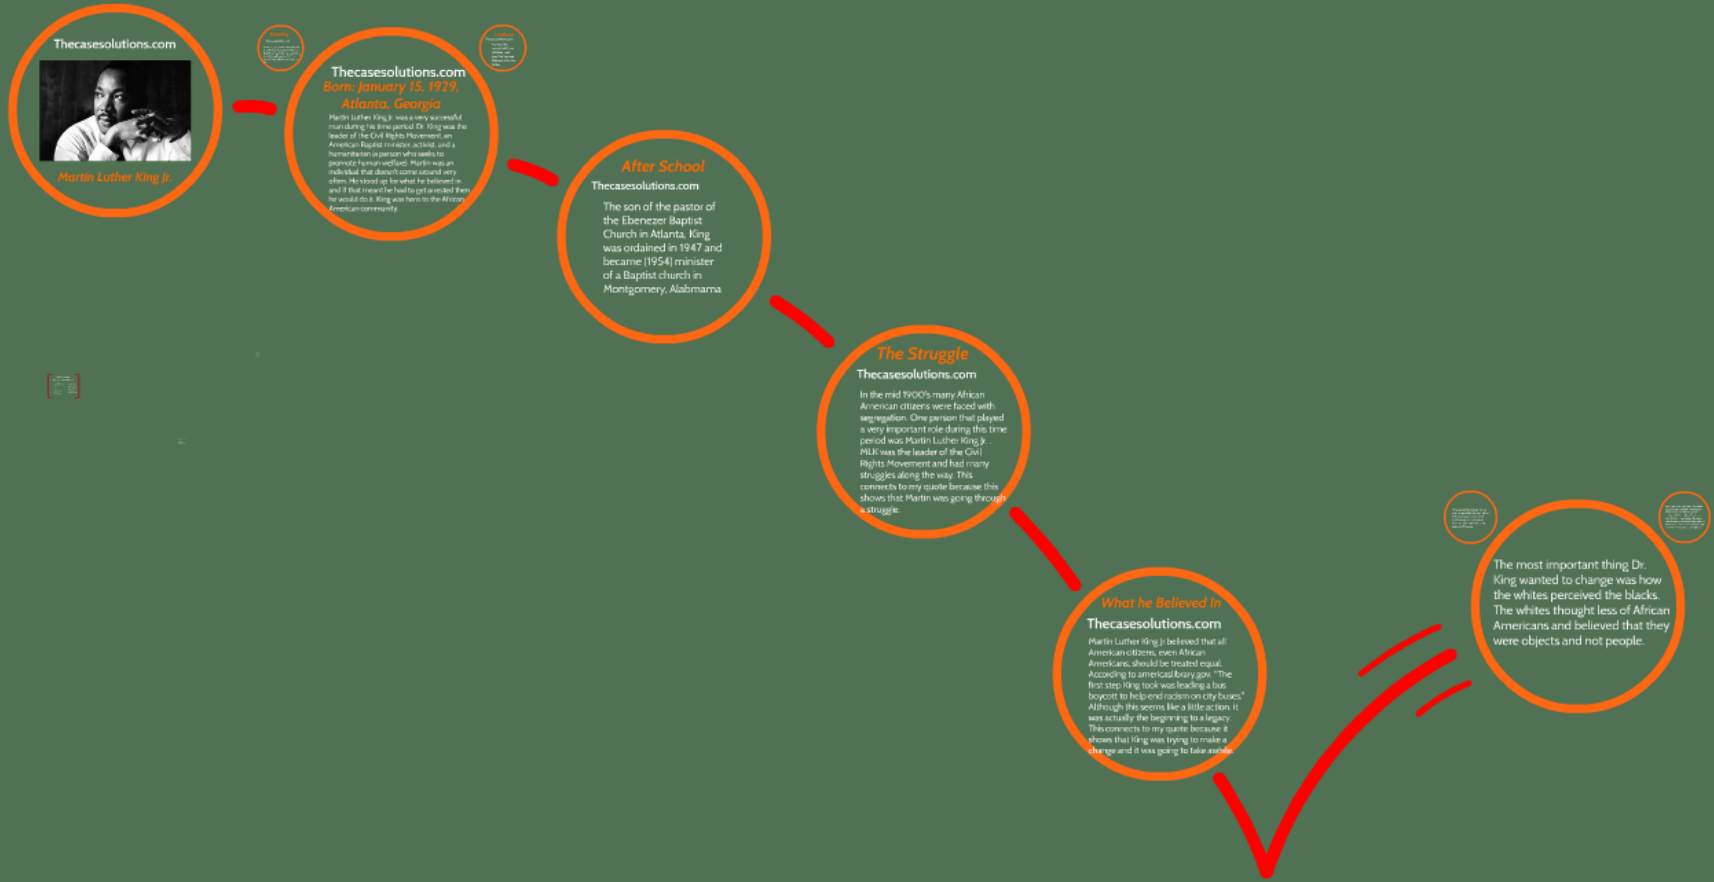 Thecasesolutions.com
Martin Luther King Jr.
Thecasesolutions.com
Born: January 15, 1929,
Atlanta, Georgia
Martin Luther King Jr. was a very successful
man during his time period. Dr. King was the
leader of the Civil Rights Movement, an
American Baptist minister, activist, and a
humanitarian (a person who seeks to
promote human welfare). Martin was an
individual that doesn't come around very
often. He stood up for what he believed in
and if that meant he had to get arrested then
he would do it. King was hero to the African
American community.
After School
Thecasesolutions.com
The son of the pastor of
the Ebenezer Baptist
Church in Atlanta, King
was ordained in 1947 and
became (1954) minister
of a Baptist church in
Montgomery, Alabmama
The Struggle
Thecasesolutions.com
In the mid 1900's many African
American citizens were faced with
segregation. One person that played
a very important role during this time
period was Martin Luther King Jr. .
MLK was the leader of the Civil
Rights Movement and had many
struggles along the way. This
connects to my quote because this
shows that Martin was going through
a struggle.
What he Believed In
Thecasesolutions.com
Martin Luther King Jr believed that all
American citizens, even African
Americans, should be treated equal.
According to americaslibrary.gov, "The
first step King took was leading a bus
boycott to help end racism on city buses."
Although this seems like a little action, it
was actually the beginning to a legacy.
This connects to my quote because it
shows that King was trying to make a
change and it was going to take awhile.
The most important thing Dr.
King wanted to change was how
the whites perceived the blacks.
The whites thought less of African
Americans and believed that they
were objects and not people.